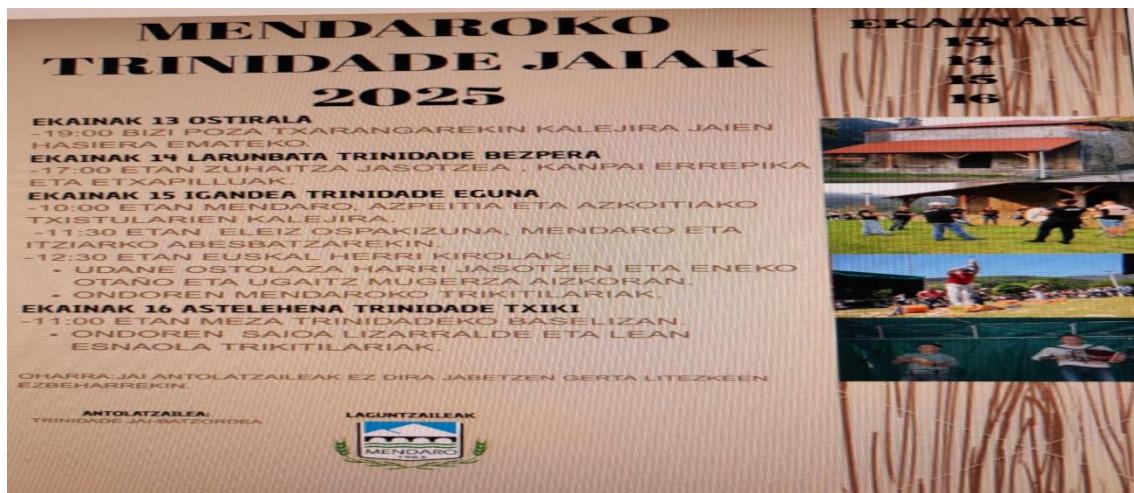 MENDAROKO
TRINIDADE JAIAK
2025
EKAINAK 13 OSTIRALA
-19:00 BIZI POZA TXARANGAREKIN KALEJIRA JAIEN
HASIERA EMATEKO.
EKAINAK 14 LARUNBATA TRINIDADE BEZPERA
-17:00 ETAN ZUHAITZA JASOTZEA , KANPAI ERREPIKA
ETA ETXAPILLUAK.
EKAINAK 15 IGANDEA TRINIDADE EGUNA
-10:00 ETAN MENDARO, AZPEITIA ETA AZKOITIAKO
TXISTULARIEN KALEJIRA.
-11:30 ETAN ELEIZ OSPAKIZUNA, MENDARO ETA
ITZIARKO ABESBATZAREKIN.
-12:30 ETAN EUSKAL HERRI KIROLAK:
• UDANE OSTOLAZA HARRI JASOTZEN ETA ENEKO
OTAÑO ETA UGAITZ MUGERZA AIZKORAN.
• ONDOREN MENDAROKO TRIKITILARIAK.
EKAINAK 16 ASTELEHENA TRINIDADE TXIKI
-11:00 ETAN MEZA TRINIDADEKO BASELIZAN.
• ONDOREN SAIOA LIZARRALDE ETA LEAN
ESNAOLA TRIKITILARIAK.
OHARRA: JAI ANTOLATZAILEAK EZ DIRA JABETZEN GERTA LITEZKEEN
EZBEHARREKIN.
ANTOLATZAILEA:
TRINIDADE JAI-BATZORDEA
LAGUNTZAILEAK
MENDARO
1983
EKAINAK
13
14
15
16